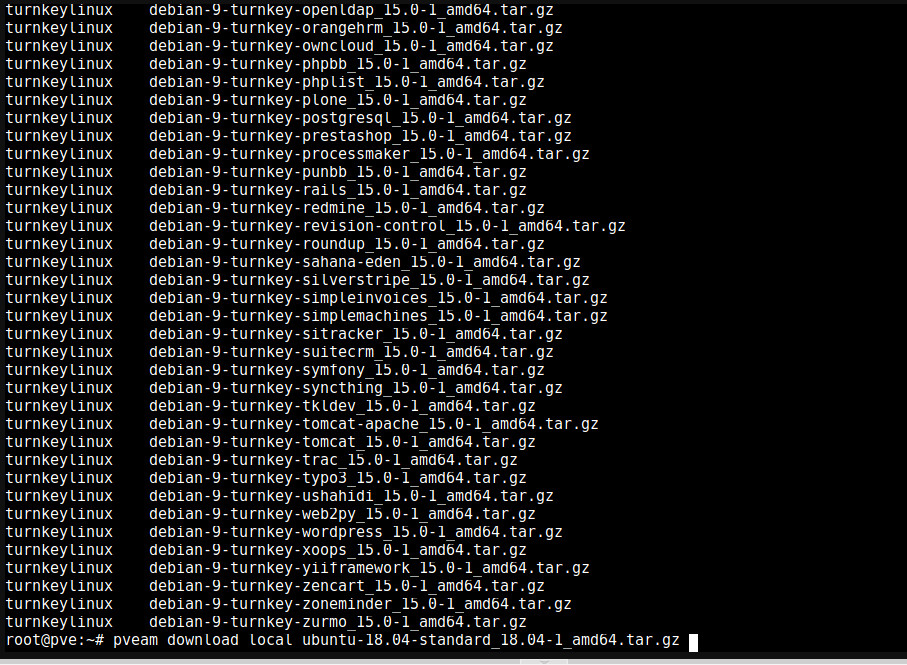 turnkeylinux    debian-9-turnkey-openldap_15.0-1_amd64.tar.gz
turnkeylinux    debian-9-turnkey-orangehrm_15.0-1_amd64.tar.gz
turnkeylinux    debian-9-turnkey-owncloud_15.0-1_amd64.tar.gz
turnkeylinux    debian-9-turnkey-phpbb_15.0-1_amd64.tar.gz
turnkeylinux    debian-9-turnkey-phplist_15.0-1_amd64.tar.gz
turnkeylinux    debian-9-turnkey-plone_15.0-1_amd64.tar.gz
turnkeylinux    debian-9-turnkey-postgresql_15.0-1_amd64.tar.gz
turnkeylinux    debian-9-turnkey-prestashop_15.0-1_amd64.tar.gz
turnkeylinux    debian-9-turnkey-processmaker_15.0-1_amd64.tar.gz
turnkeylinux    debian-9-turnkey-punbb_15.0-1_amd64.tar.gz
turnkeylinux    debian-9-turnkey-rails_15.0-1_amd64.tar.gz
turnkeylinux    debian-9-turnkey-redmine_15.0-1_amd64.tar.gz
turnkeylinux    debian-9-turnkey-revision-control_15.0-1_amd64.tar.gz
turnkeylinux    debian-9-turnkey-roundup_15.0-1_amd64.tar.gz
turnkeylinux    debian-9-turnkey-sahana-eden_15.0-1_amd64.tar.gz
turnkeylinux    debian-9-turnkey-silverstripe_15.0-1_amd64.tar.gz
turnkeylinux    debian-9-turnkey-simpleinvoices_15.0-1_amd64.tar.gz
turnkeylinux    debian-9-turnkey-simplemachines_15.0-1_amd64.tar.gz
turnkeylinux    debian-9-turnkey-sitracker_15.0-1_amd64.tar.gz
turnkeylinux    debian-9-turnkey-suitecrm_15.0-1_amd64.tar.gz
turnkeylinux    debian-9-turnkey-symfony_15.0-1_amd64.tar.gz
turnkeylinux    debian-9-turnkey-syncthing_15.0-1_amd64.tar.gz
turnkeylinux    debian-9-turnkey-tkldev_15.0-1_amd64.tar.gz
turnkeylinux    debian-9-turnkey-tomcat-apache_15.0-1_amd64.tar.gz
turnkeylinux    debian-9-turnkey-tomcat_15.0-1_amd64.tar.gz
turnkeylinux    debian-9-turnkey-trac_15.0-1_amd64.tar.gz
turnkeylinux    debian-9-turnkey-typo3_15.0-1_amd64.tar.gz
turnkeylinux    debian-9-turnkey-ushahidi_15.0-1_amd64.tar.gz
turnkeylinux    debian-9-turnkey-web2py_15.0-1_amd64.tar.gz
turnkeylinux    debian-9-turnkey-wordpress_15.0-1_amd64.tar.gz
turnkeylinux    debian-9-turnkey-xoops_15.0-1_amd64.tar.gz
turnkeylinux    debian-9-turnkey-yiiframework_15.0-1_amd64.tar.gz
turnkeylinux    debian-9-turnkey-zencart_15.0-1_amd64.tar.gz
turnkeylinux    debian-9-turnkey-zoneminder_15.0-1_amd64.tar.gz
turnkeylinux    debian-9-turnkey-zurmo_15.0-1_amd64.tar.gz
root@pve:~# pveam download local ubuntu-18.04-standard_18.04-1_amd64.tar.gz